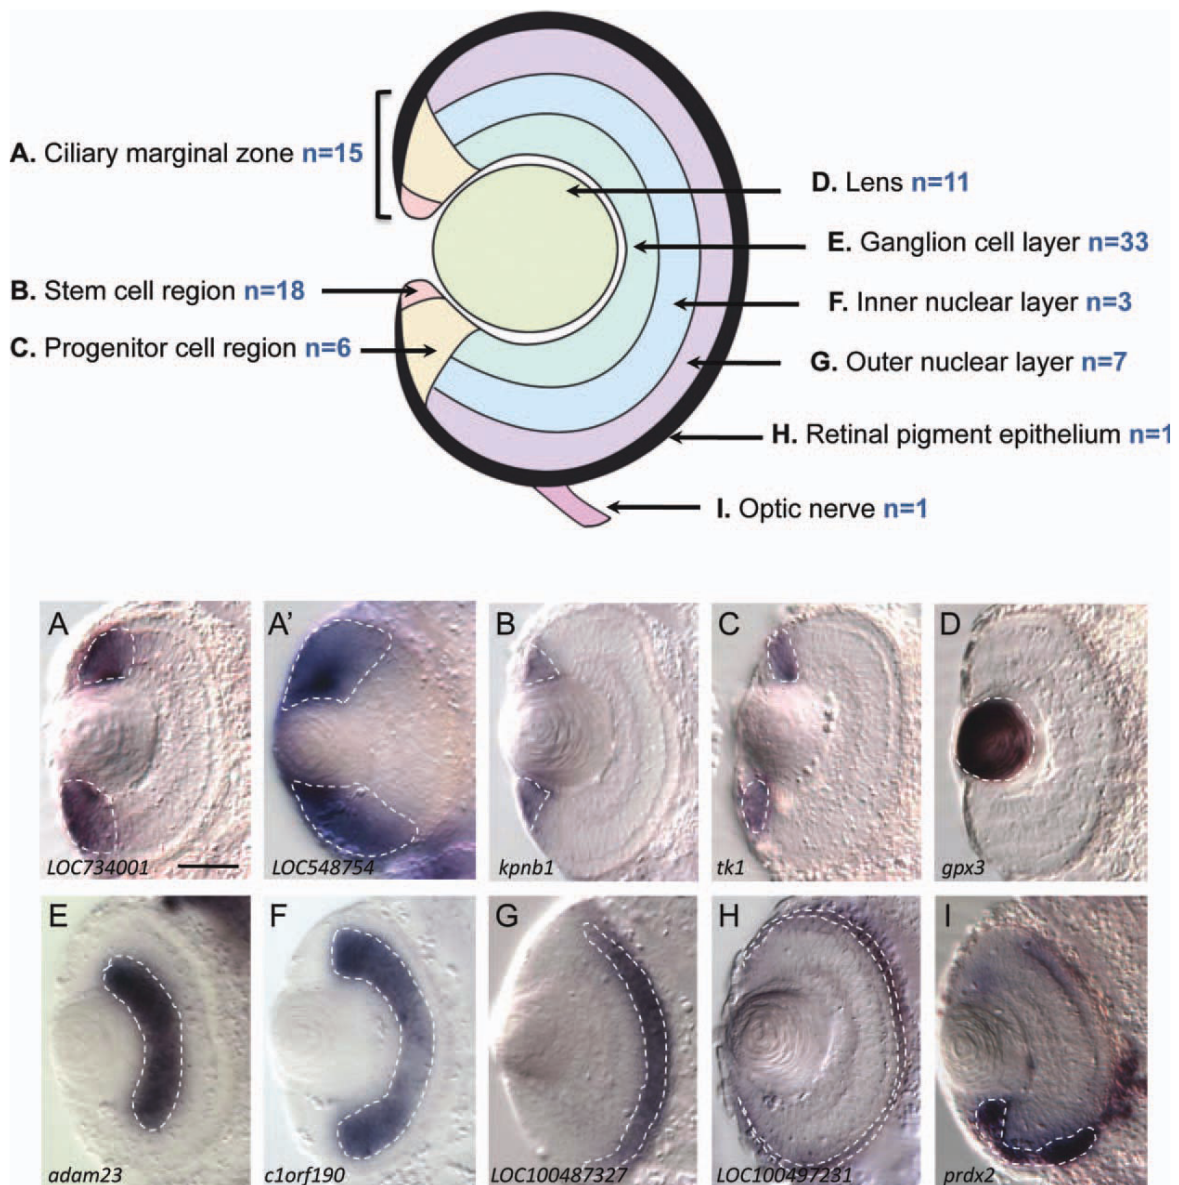 A. Ciliary marginal zone n=15
B. Stem cell region n=18
C. Progenitor cell region n=6
D. Lens n=11
E. Ganglion cell layer n=33
F. Inner nuclear layer n=3
G. Outer nuclear layer n=7
H. Retinal pigment epithelium n=1
I. Optic nerve n=1
A
LOC734001
A'
LOC548754
B
kpnb1
C
tk1
D
gpx3
E
adam23
F
c1orf190
G
LOC100487327
H
LOC100497231
I
prdx2